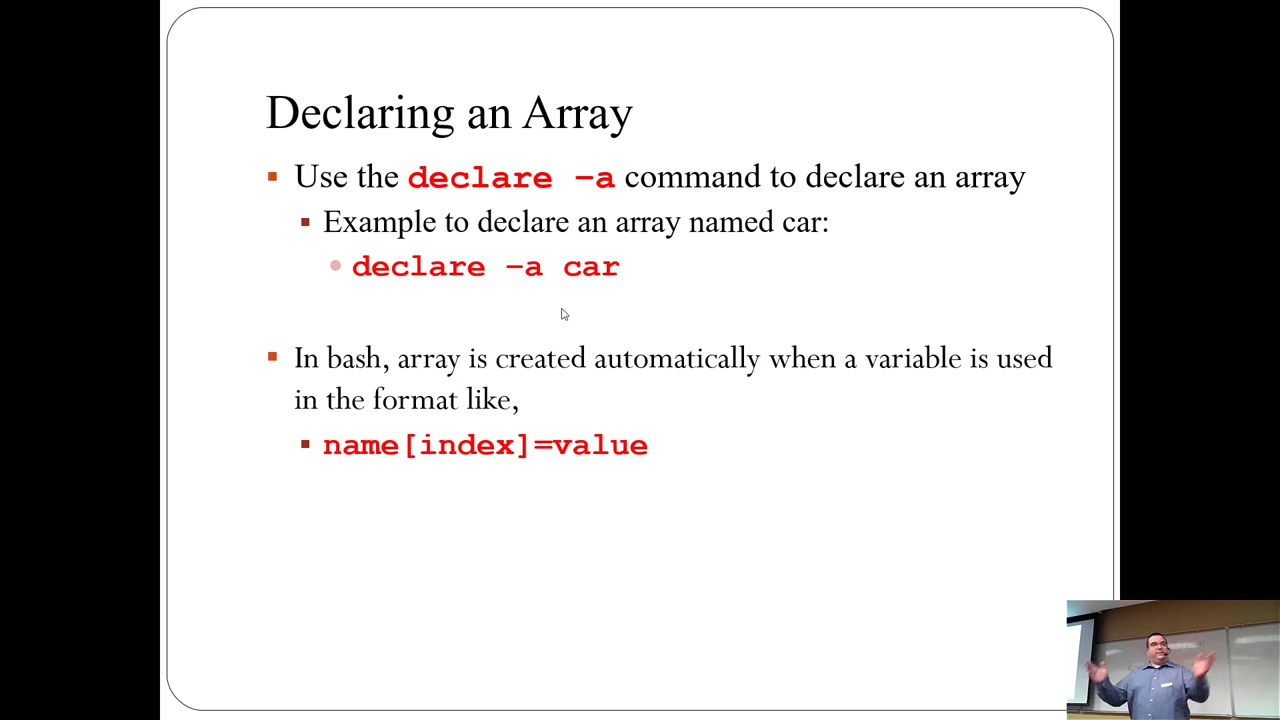 Declaring an Array
Use the declare –a command to declare an array
Example to declare an array named car:
declare –a car
In bash, array is created automatically when a variable is used
in the format like,
name[index]=value